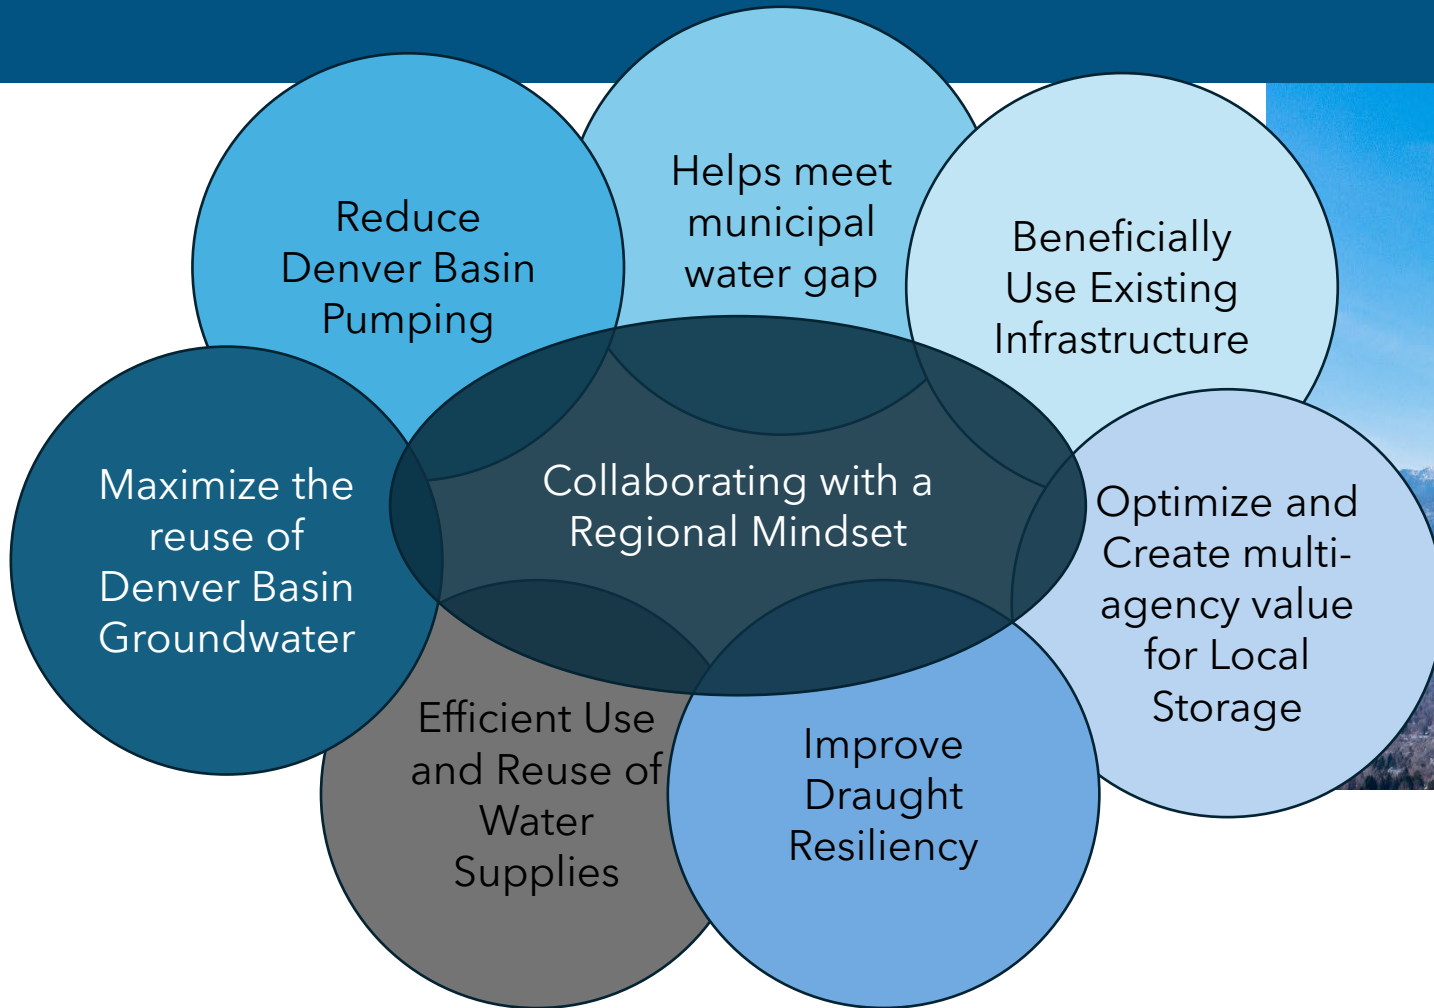 Reduce
Denver Basin
Pumping
Helps meet
municipal
water gap
Beneficially
Use Existing
Infrastructure
Maximize the
reuse of
Denver Basin
Groundwater
Collaborating with a
Regional Mindset
Optimize and
Create multi-
agency value
for Local
Storage
Efficient Use
and Reuse of
Water
Supplies
Improve
Draught
Resiliency